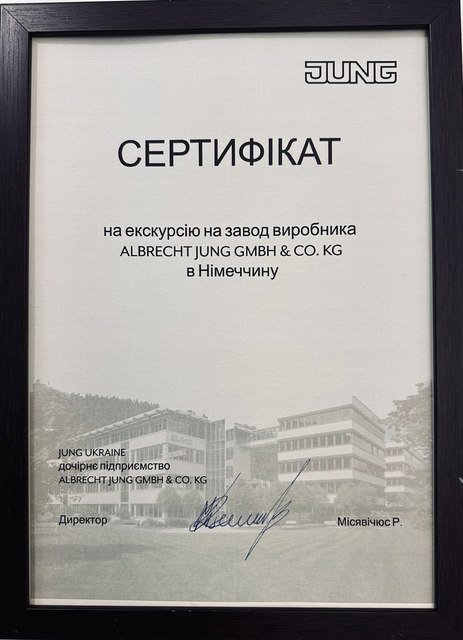 JUNG
СЕРТИФІКАТ
на екскурсію на завод виробника
ALBRECHT JUNG GMBH & CO. KG
в Німеччину
JUNG UKRAINE
дочірнє підприємство
ALBRECHT JUNG GMBH & CO. KG
Директор
Місявічюс Р.